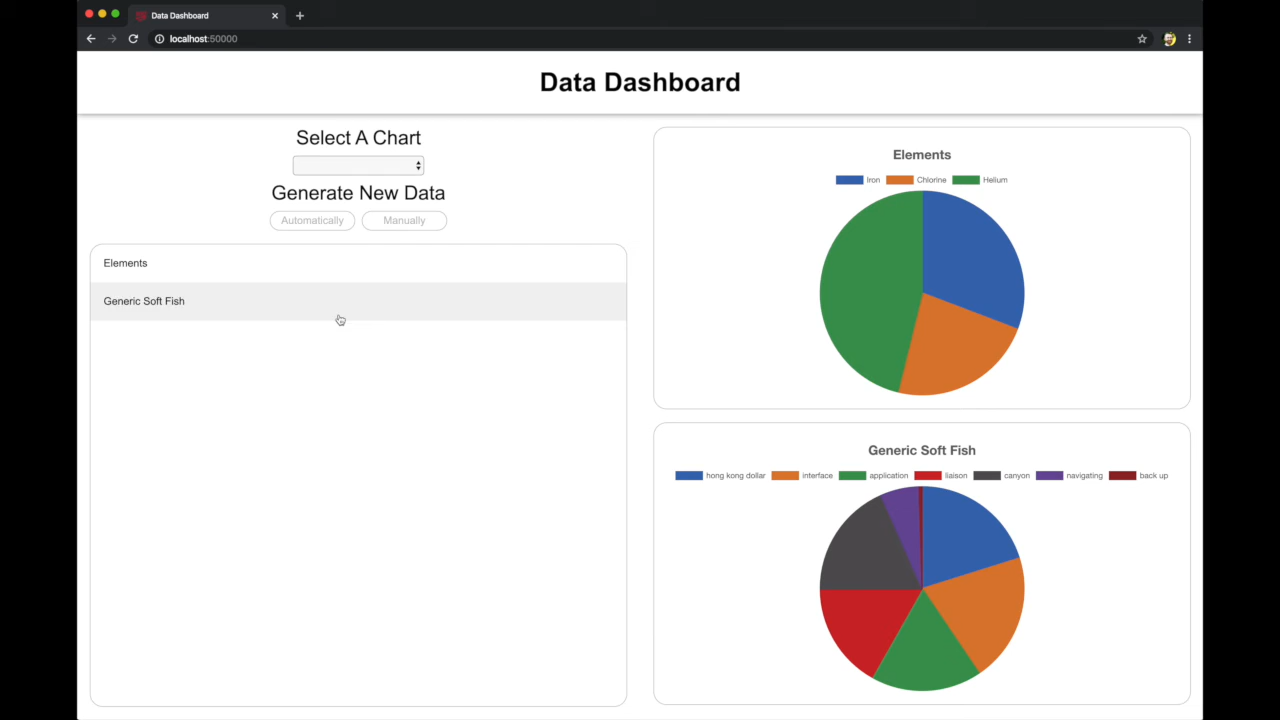 Data Dashboard
localhost:50000
Data Dashboard
Select A Chart
Generate New Data
Automatically Manually
Elements
Generic Soft Fish
Elements
Iron Chlorine Helium
Generic Soft Fish
hong kong dollar interface application liaison canyon navigating back up